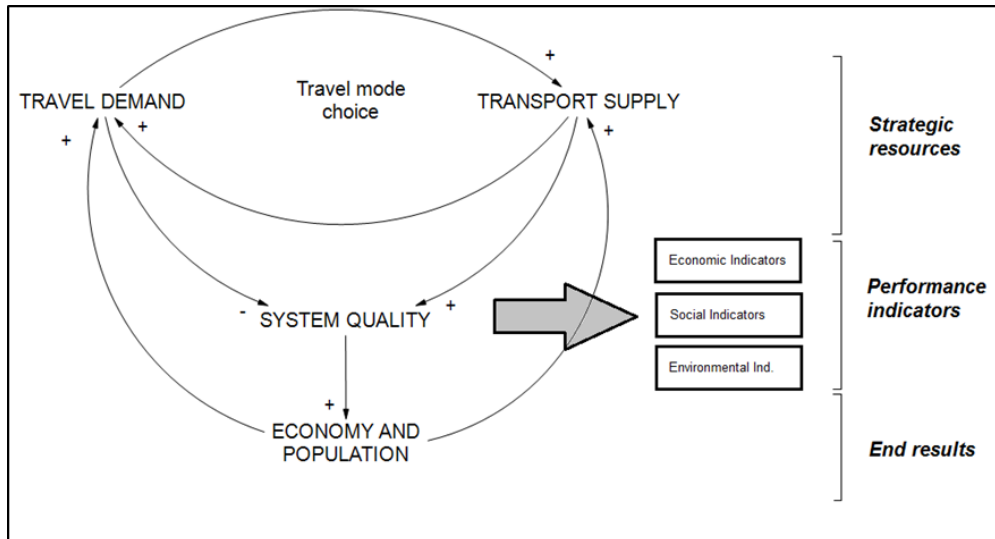 +
Travel mode
choice
TRAVEL DEMAND
TRANSPORT SUPPLY
+
+
+
Strategic
resources
Economic Indicators
Social Indicators
Environmental Ind.
Performance
indicators
-
SYSTEM QUALITY
+
+
ECONOMY AND
POPULATION
End results